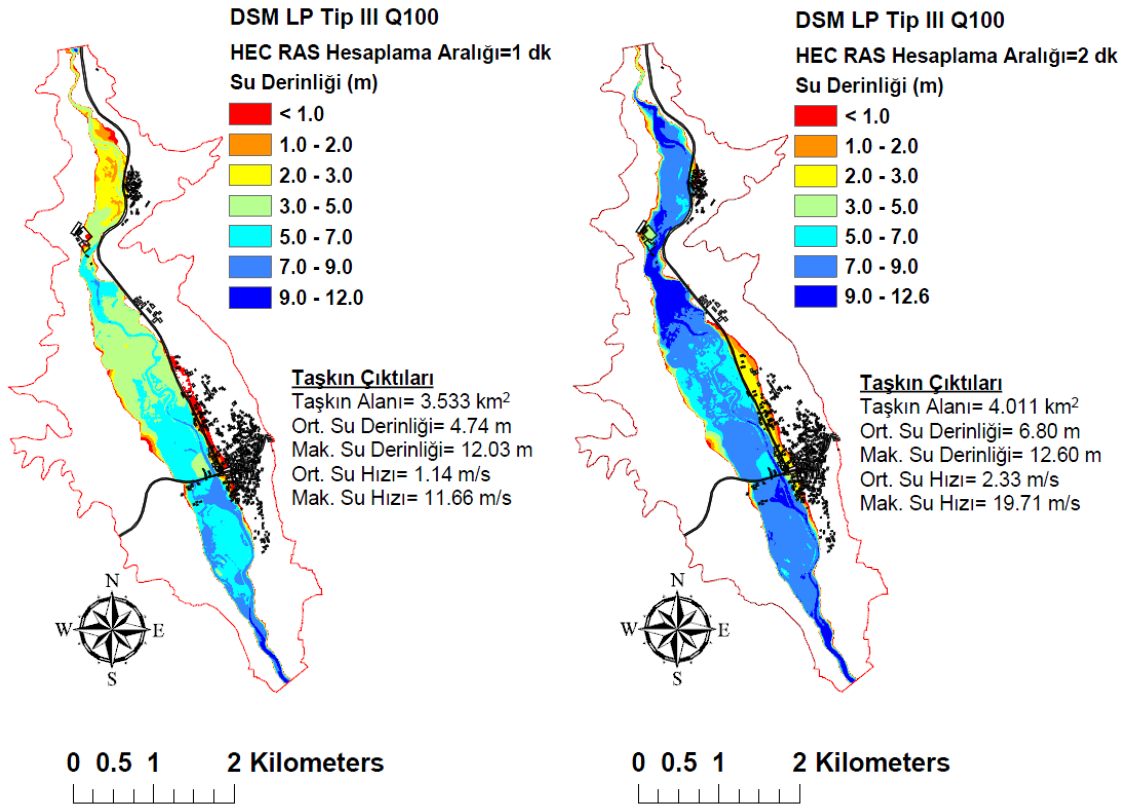 DSM LP Tip III Q100
HEC RAS Hesaplama Aralığı=1 dk
Su Derinliği (m)
< 1.0
1.0 - 2.0
2.0 - 3.0
3.0 - 5.0
5.0 - 7.0
7.0 - 9.0
9.0 - 12.0
Taşkın Çıktıları
Taşkın Alanı= 3.533 km²
Ort. Su Derinliği= 4.74 m
Mak. Su Derinliği= 12.03 m
Ort. Su Hızı= 1.14 m/s
Mak. Su Hızı= 11.66 m/s
N
W E
S
0 0.5 1 2 Kilometers
DSM LP Tip III Q100
HEC RAS Hesaplama Aralığı=2 dk
Su Derinliği (m)
< 1.0
1.0 - 2.0
2.0 - 3.0
3.0 - 5.0
5.0 - 7.0
7.0 - 9.0
9.0 - 12.6
Taşkın Çıktıları
Taşkın Alanı= 4.011 km²
Ort. Su Derinliği= 6.80 m
Mak. Su Derinliği= 12.60 m
Ort. Su Hızı= 2.33 m/s
Mak. Su Hızı= 19.71 m/s
N
W E
S
0 0.5 1 2 Kilometers